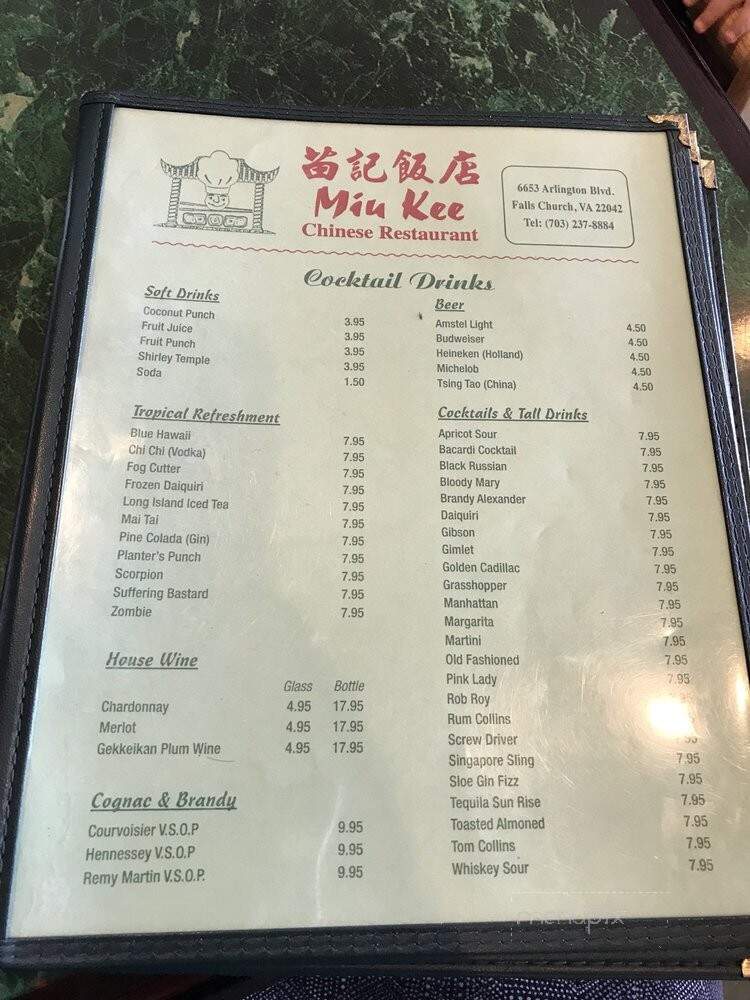 苗記飯店
Miu Kee
Chinese Restaurant
6653 Arlington Blvd.
Falls Church, VA 22042
Tel: (703) 237-8884
Cocktail Drinks
Soft Drinks
Coconut Punch 3.95
Fruit Juice 3.95
Fruit Punch 3.95
Shirley Temple 3.95
Soda 1.50
Tropical Refreshment
Blue Hawaii 7.95
Chi Chi (Vodka) 7.95
Fog Cutter 7.95
Frozen Daiquiri 7.95
Long Island Iced Tea 7.95
Mai Tai 7.95
Pine Colada (Gin) 7.95
Planter's Punch 7.95
Scorpion 7.95
Suffering Bastard 7.95
Zombie 7.95
House Wine
Glass Bottle
Chardonnay 4.95 17.95
Merlot 4.95 17.95
Gekkeikan Plum Wine 4.95 17.95
Cognac & Brandy
Courvoisier V.S.O.P 9.95
Hennessey V.S.O.P 9.95
Remy Martin V.S.O.P. 9.95
Beer
Amstel Light 4.50
Budweiser 4.50
Heineken (Holland) 4.50
Michelob 4.50
Tsing Tao (China) 4.50
Cocktails & Tall Drinks
Apricot Sour 7.95
Bacardi Cocktail 7.95
Black Russian 7.95
Bloody Mary 7.95
Brandy Alexander 7.95
Daiquiri 7.95
Gibson 7.95
Gimlet 7.95
Golden Cadillac 7.95
Grasshopper 7.95
Manhattan 7.95
Margarita 7.95
Martini 7.95
Old Fashioned 7.95
Pink Lady 7.95
Rob Roy
Rum Collins
Screw Driver
Singapore Sling 7.95
Sloe Gin Fizz 7.95
Tequila Sun Rise 7.95
Toasted Almoned 7.95
Tom Collins 7.95
Whiskey Sour 7.95
menupix